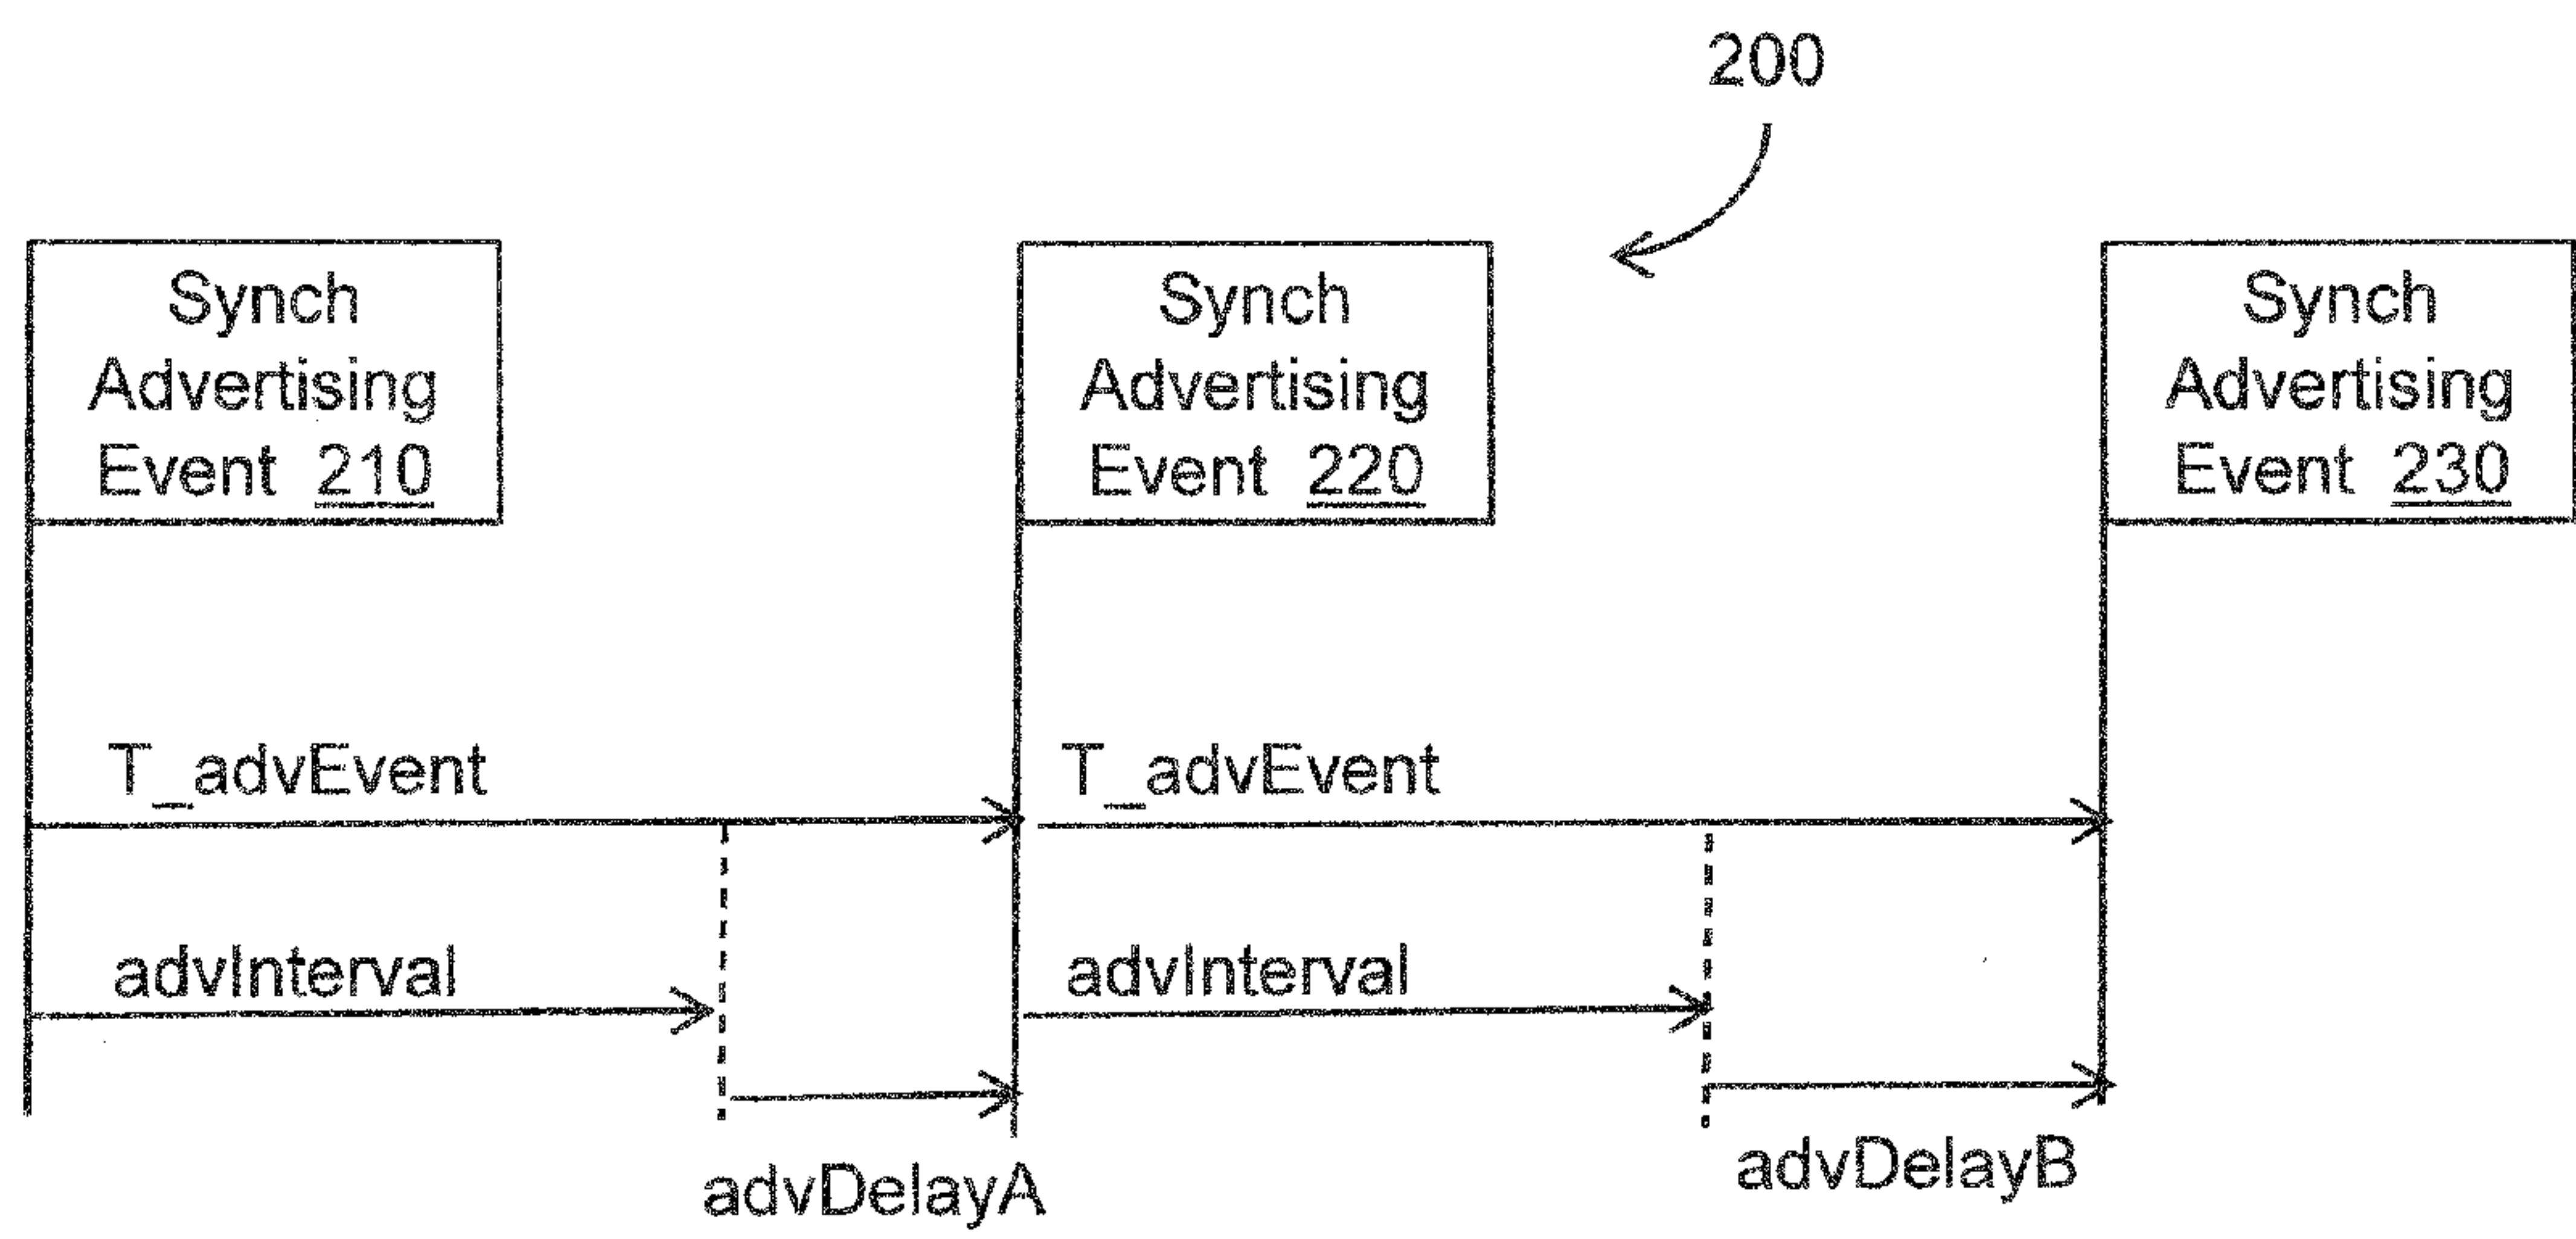 200
Synch
Advertising
Event 210
Synch
Advertising
Event 220
Synch
Advertising
Event 230
T_advEvent
T_advEvent
advInterval
advInterval
advDelayA
advDelayB